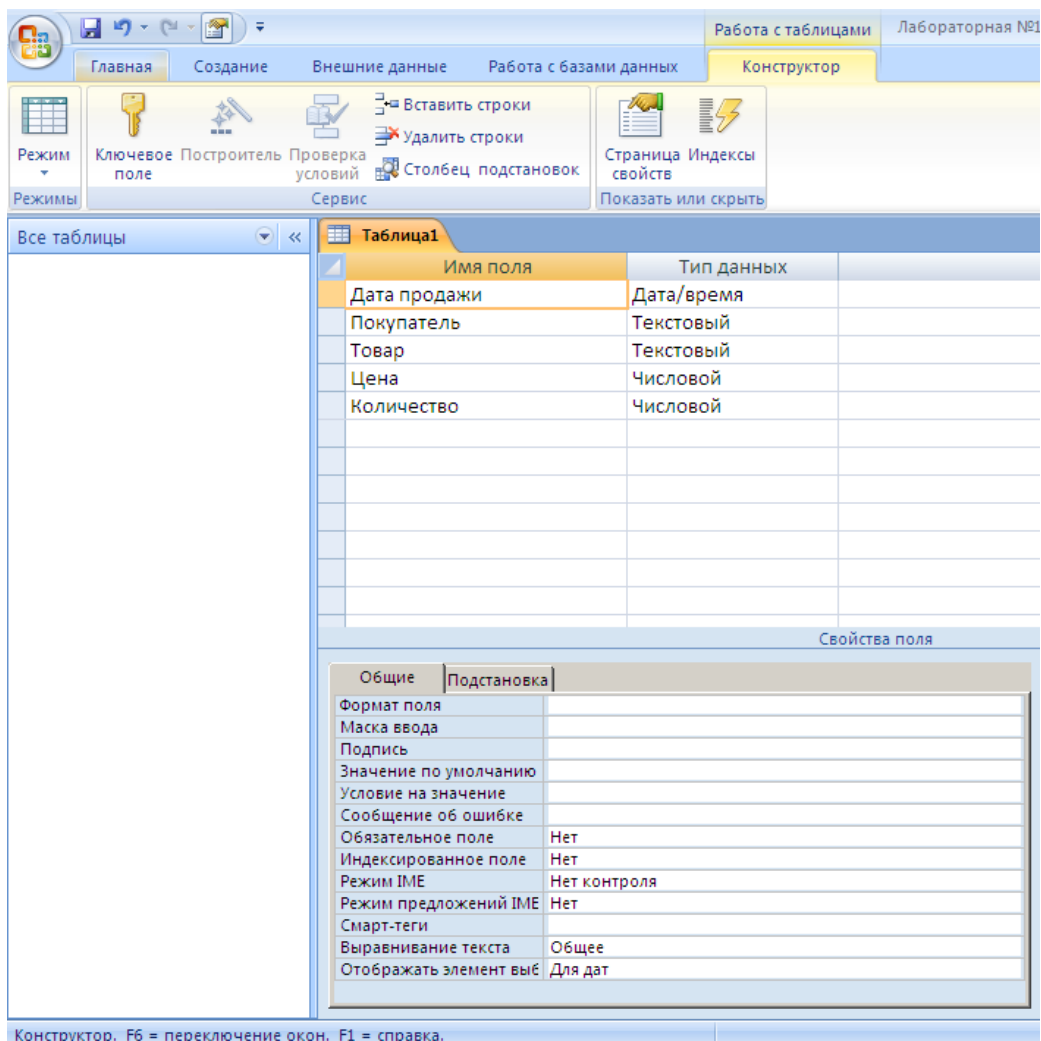 Работа с таблицами
Лабораторная №1
Главная
Создание
Внешние данные
Работа с базами данных
Конструктор
Режим
Ключевое поле
Построитель
Проверка условий
Вставить строки
Удалить строки
Столбец подстановок
Страница свойств
Индексы
Режимы
Сервис
Показать или скрыть
Все таблицы
Таблица1
Имя поля Тип данных
Дата продажи Дата/время
Покупатель Текстовый
Товар Текстовый
Цена Числовой
Количество Числовой
Свойства поля
Общие Подстановка
Формат поля
Маска ввода
Подпись
Значение по умолчанию
Условие на значение
Сообщение об ошибке
Обязательное поле Нет
Индексированное поле Нет
Режим IME Нет контроля
Режим предложений IME Нет
Смарт-теги
Выравнивание текста Общее
Отображать элемент выб Для дат
Конструктор. F6 = переключение окон. F1 = справка.